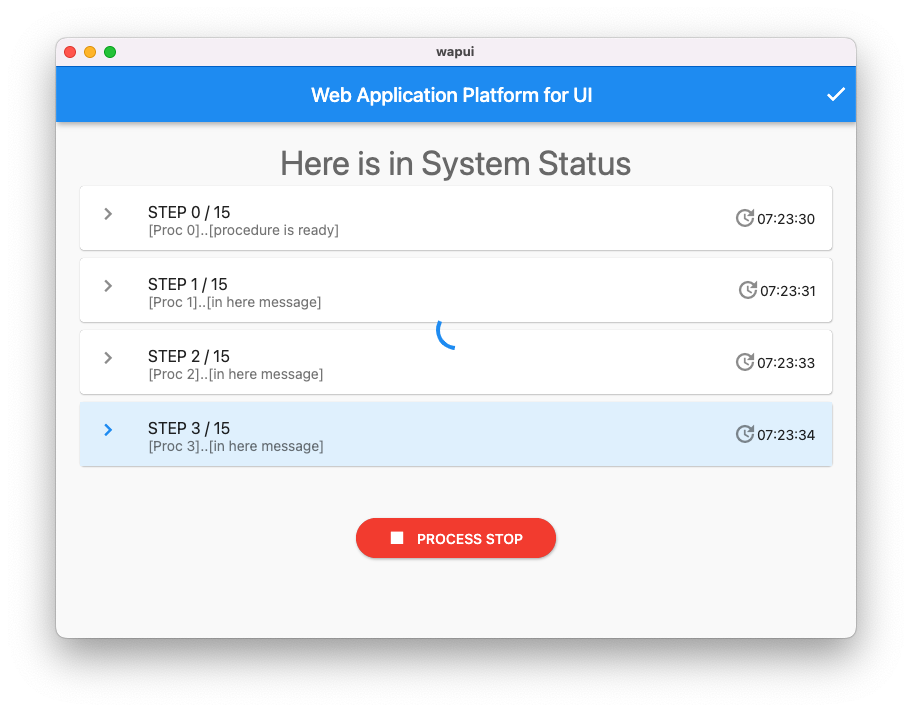 wapui
Web Application Platform for UI
Here is in System Status
STEP 0 / 15
[Proc 0]..[procedure is ready]
07:23:30
STEP 1 / 15
[Proc 1]..[in here message]
07:23:31
STEP 2 / 15
[Proc 2]..[in here message]
07:23:33
STEP 3 / 15
[Proc 3]..[in here message]
07:23:34
PROCESS STOP